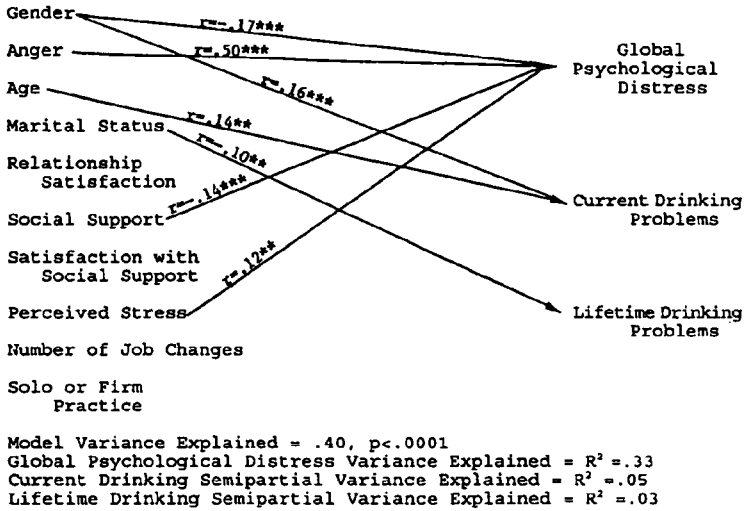 Gender
Anger
Age
Marital Status
Relationship
Satisfaction
Social Support
Satisfaction with
Social Support
Perceived Stress
Number of Job Changes
Solo or Firm
Practice
r=-.17***
r=.50***
r=.16***
r=.14**
r=-.10**
r=-.14***
r=.12**
Global
Psychological
Distress
Current Drinking
Problems
Lifetime Drinking
Problems
Model Variance Explained = .40, p<.0001
Global Psychological Distress Variance Explained = R² =.33
Current Drinking Semipartial Variance Explained = R² =.05
Lifetime Drinking Semipartial Variance Explained = R² =.03